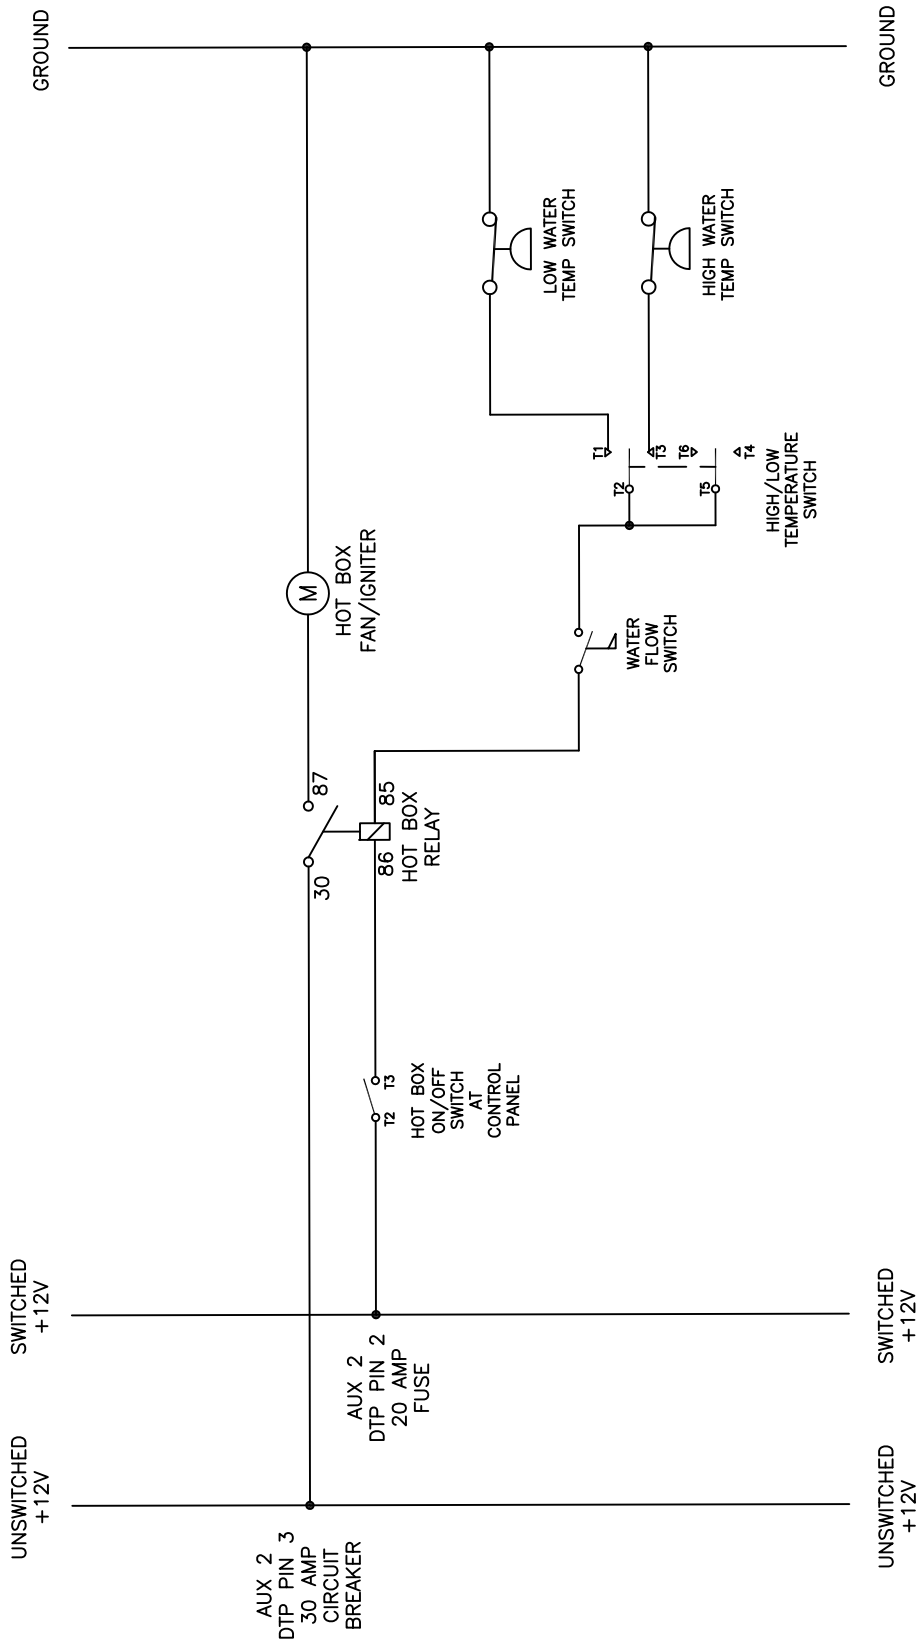 UNSWITCHED
+12V
SWITCHED
+12V
GROUND
AUX 2
DTP PIN 3
30 AMP
CIRCUIT
BREAKER
30
87
M
HOT BOX
FAN/IGNITER
AUX 2
DTP PIN 2
20 AMP
FUSE
T2
T3
HOT BOX
ON/OFF
SWITCH
AT
CONTROL
PANEL
86
85
HOT BOX
RELAY
LOW WATER
TEMP SWITCH
WATER
FLOW
SWITCH
T1
T2
T3
T6
T5
T4
HIGH/LOW
TEMPERATURE
SWITCH
HIGH WATER
TEMP SWITCH
UNSWITCHED
+12V
SWITCHED
+12V
GROUND